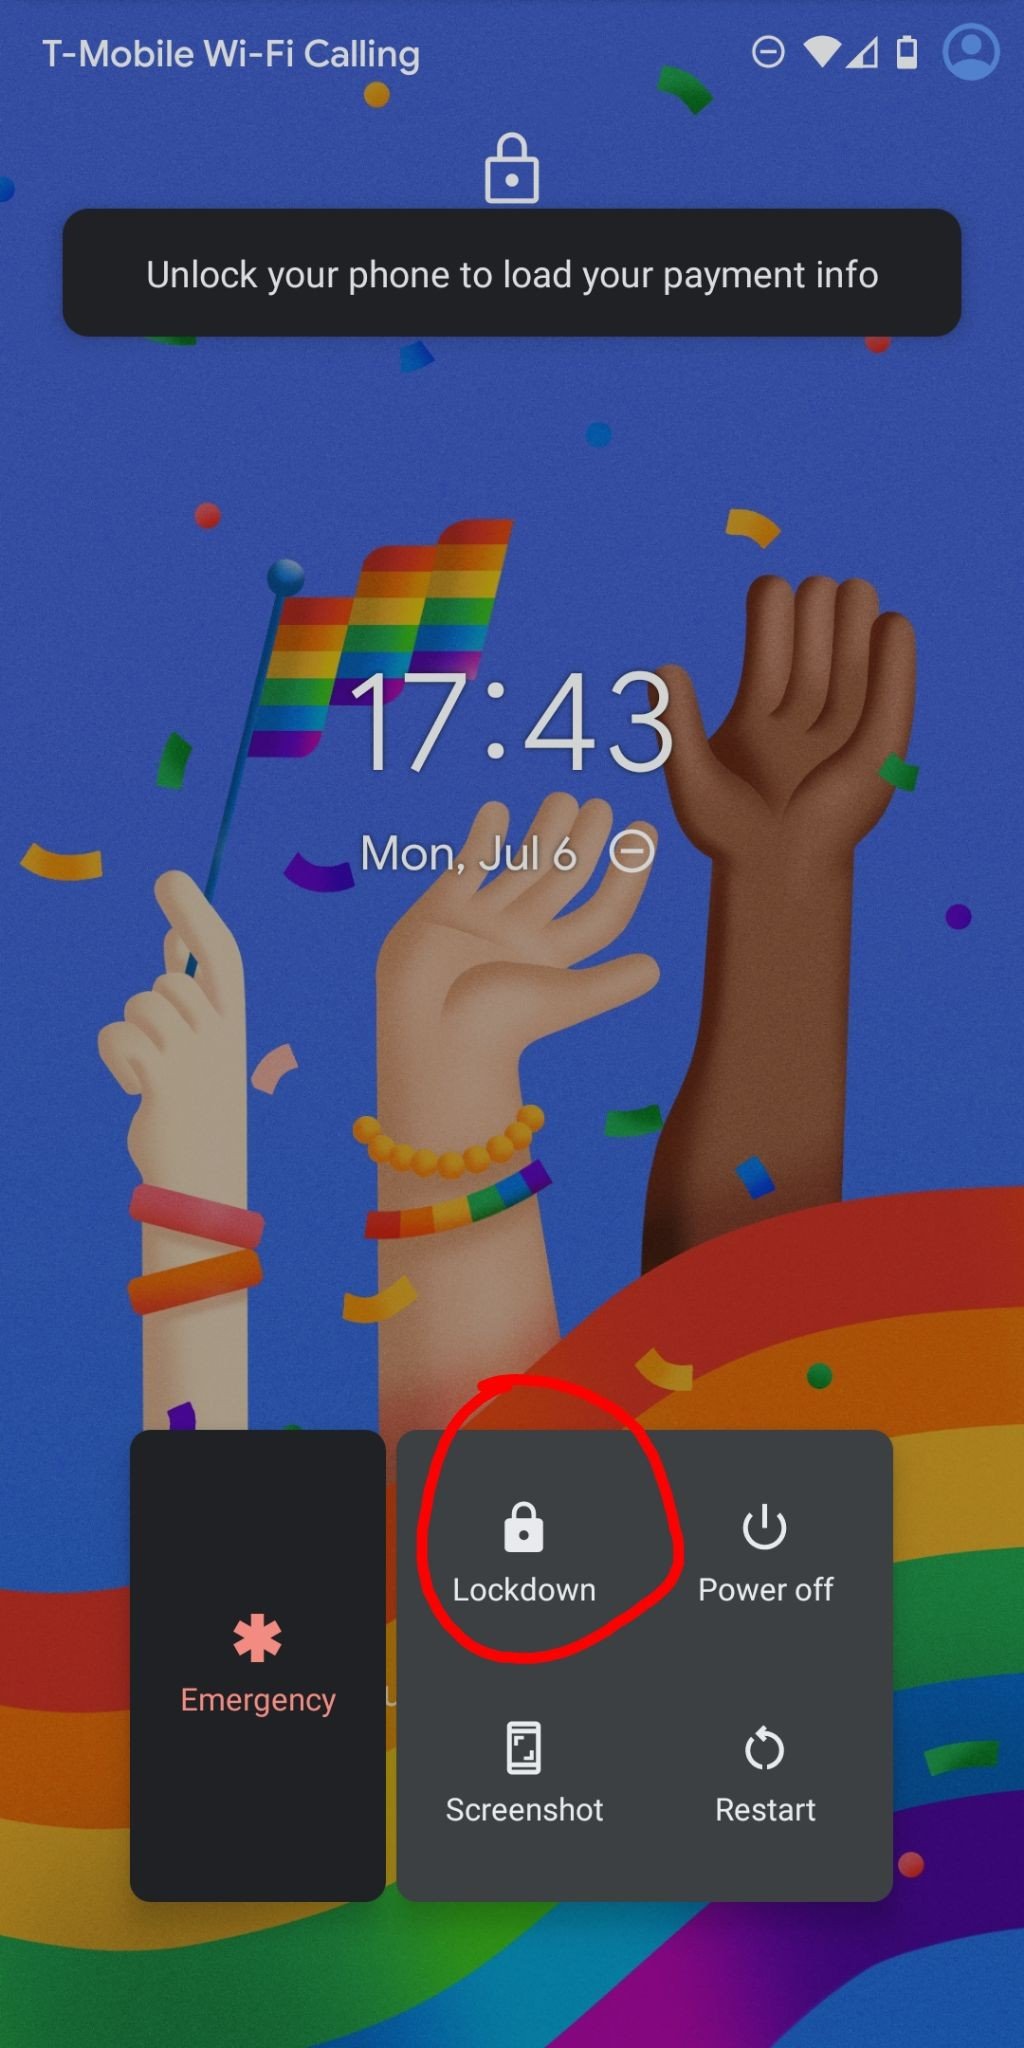 T-Mobile Wi-Fi Calling
Unlock your phone to load your payment info
17:43
Mon, Jul 6
Lockdown
Power off
Emergency
Screenshot
Restart